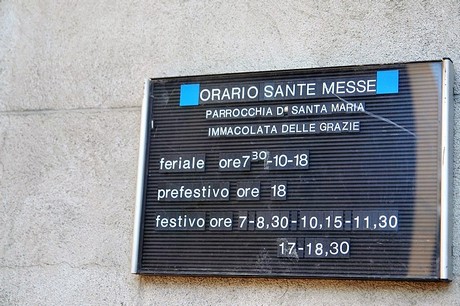 ORARIO SANTE MESSE
PARROCCHIA Dª SANTA MARIA
IMMACOLATA DELLE GRAZIE
feriale ore 7³⁰-10-18
prefestivo ore 18
festivo ore 7-8,30-10,15-11,30
17-18,30